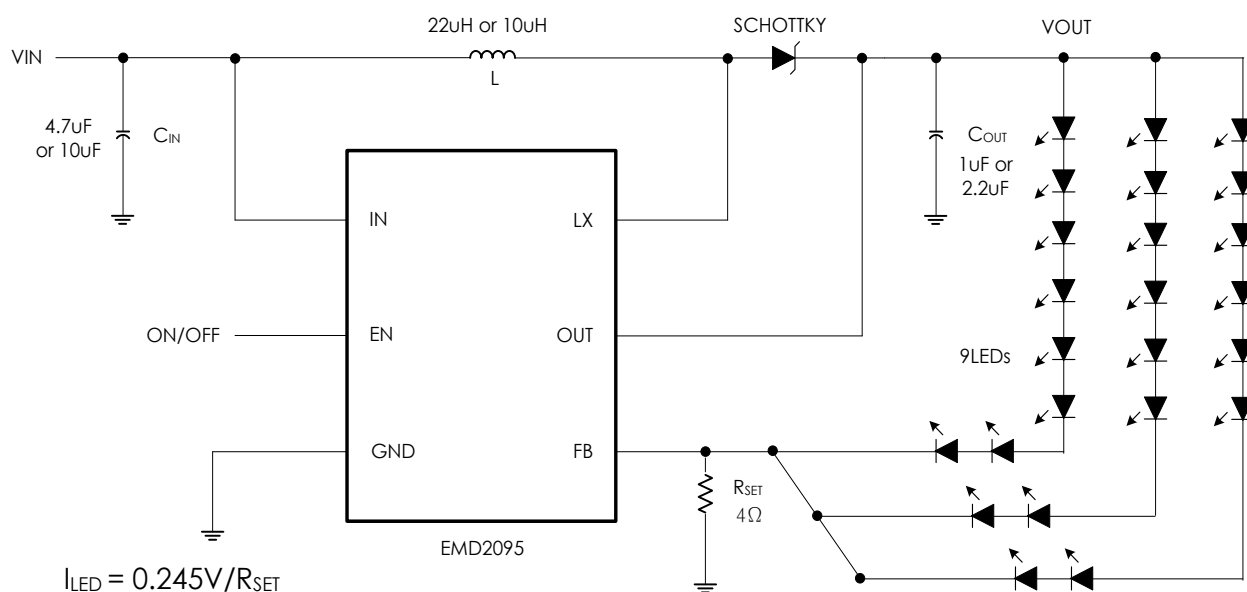 22uH or 10uH
SCHOTTKY
VOUT
VIN
L
4.7uF
or 10uF
CIN
COUT
1uF or
2.2uF
IN
LX
ON/OFF
EN
OUT
9LEDs
GND
FB
RSET
4Ω
EMD2095
ILED = 0.245V/RSET